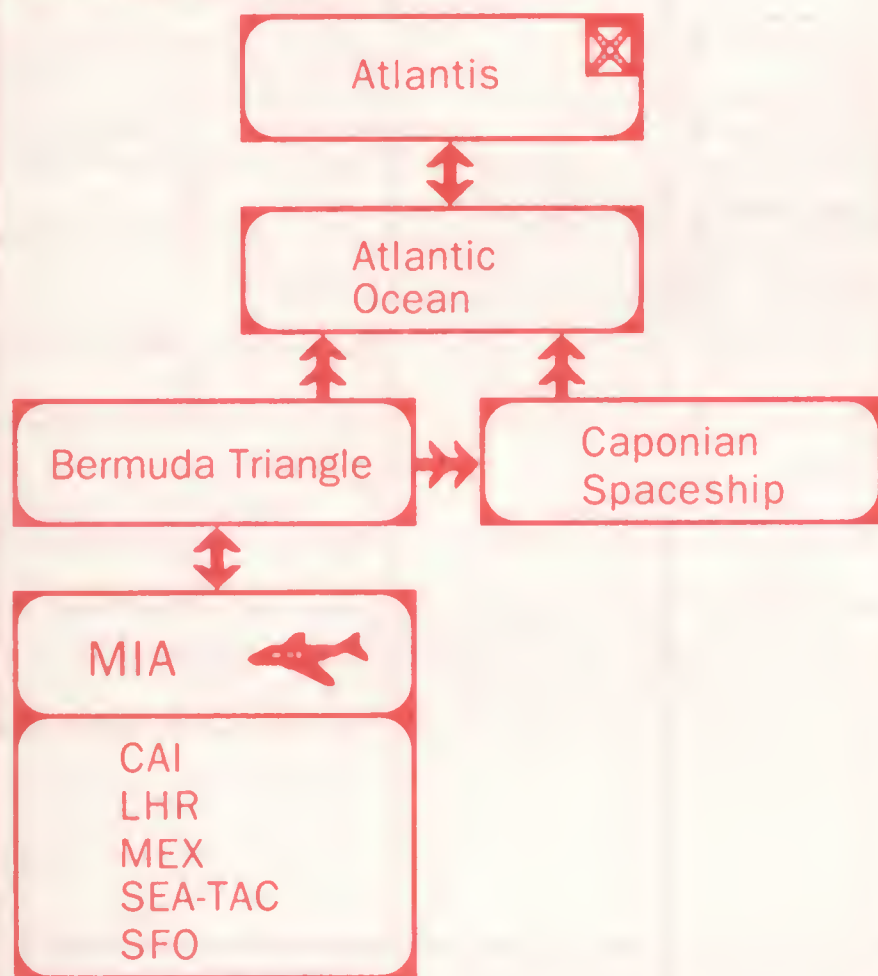 Atlantis
Atlantic
Ocean
Bermuda Triangle
Caponian
Spaceship
MIA
CAI
LHR
MEX
SEA-TAC
SFO